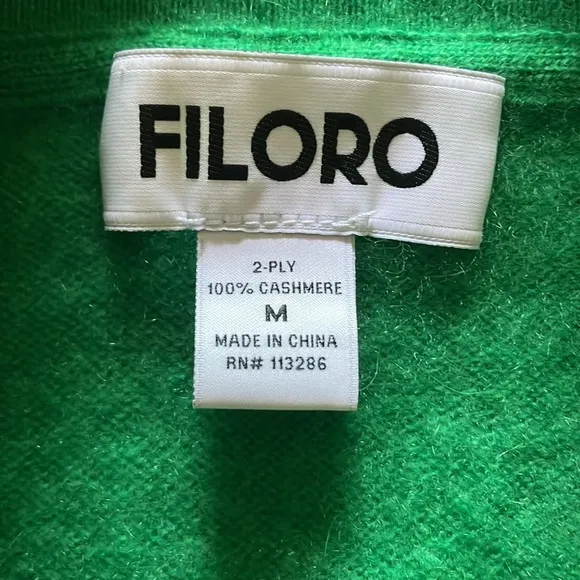 FILORO
2-PLY
100% CASHMERE
M
MADE IN CHINA
RN# 113286